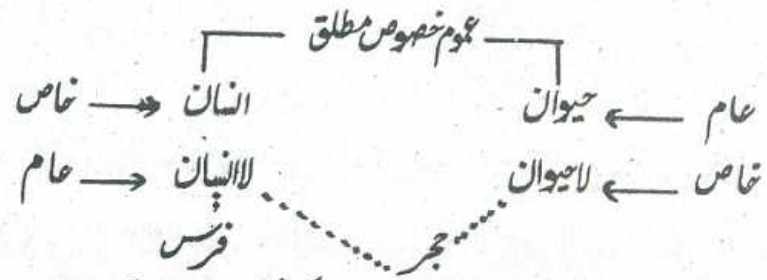 عموم خصوص مطلق
عام حیوان انسان خاص
خاص لاحیوان لاانسان عام
حجر فرس